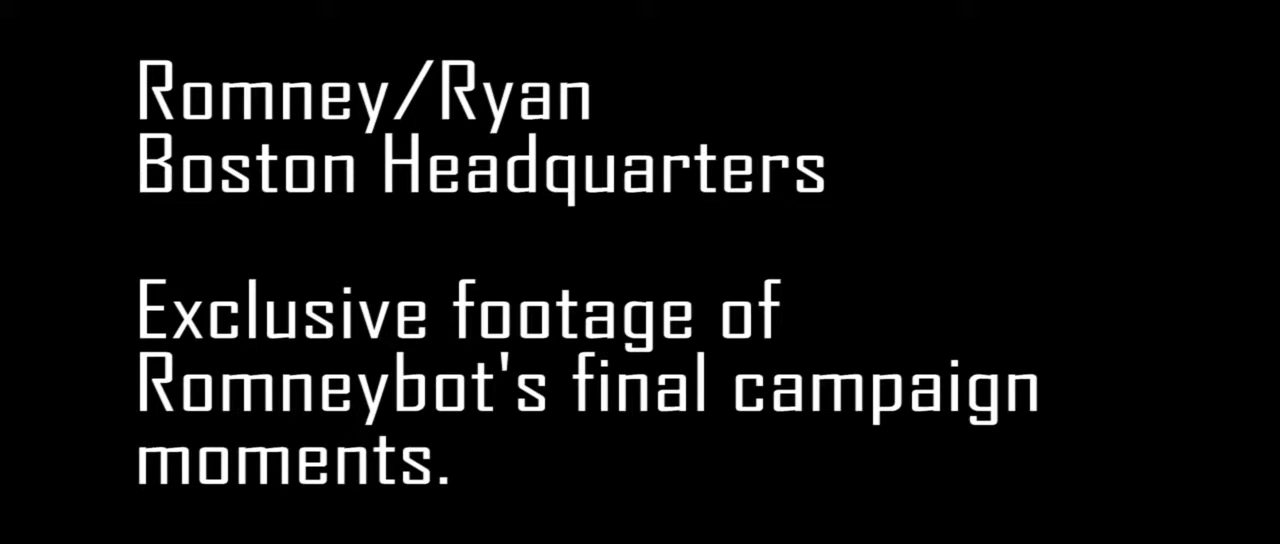 Romney/Ryan
Boston Headquarters
Exclusive footage of
Romneybot's final campaign
moments.